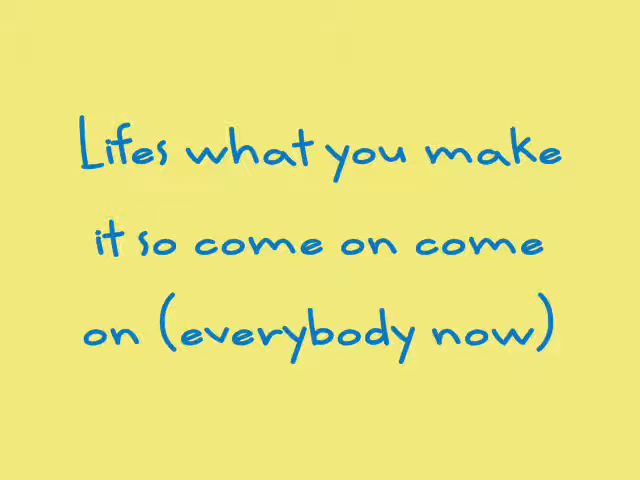 Lifes what you make
it so come on come
on (everybody now)